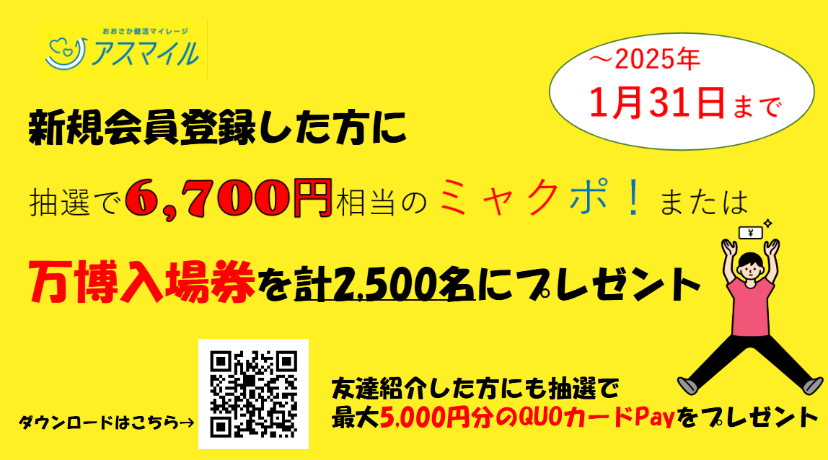 おおさか健活マイレージ
アスマイル
～2025年
1月31日まで
新規会員登録した方に
抽選で6,700円相当のミャクポ！または
万博入場券を計2,500名にプレゼント
¥
友達紹介した方にも抽選で
最大5,000円分のQUOカードPayをプレゼント
ダウンロードはこちら→